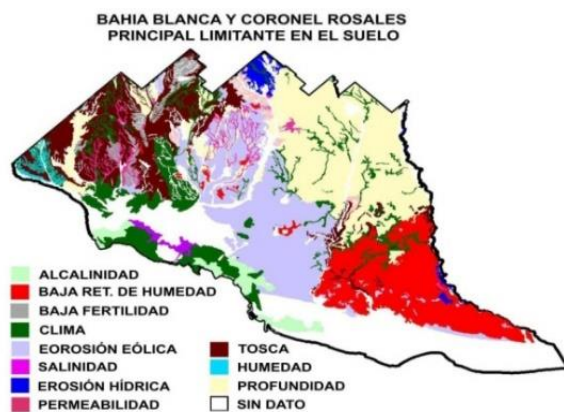 BAHIA BLANCA Y CORONEL ROSALES
PRINCIPAL LIMITANTE EN EL SUELO
ALCALINIDAD
BAJA RET. DE HUMEDAD
BAJA FERTILIDAD
CLIMA
EOROSIÓN EÓLICA
SALINIDAD
EROSIÓN HÍDRICA
PERMEABILIDAD
TOSCA
HUMEDAD
PROFUNDIDAD
SIN DATO